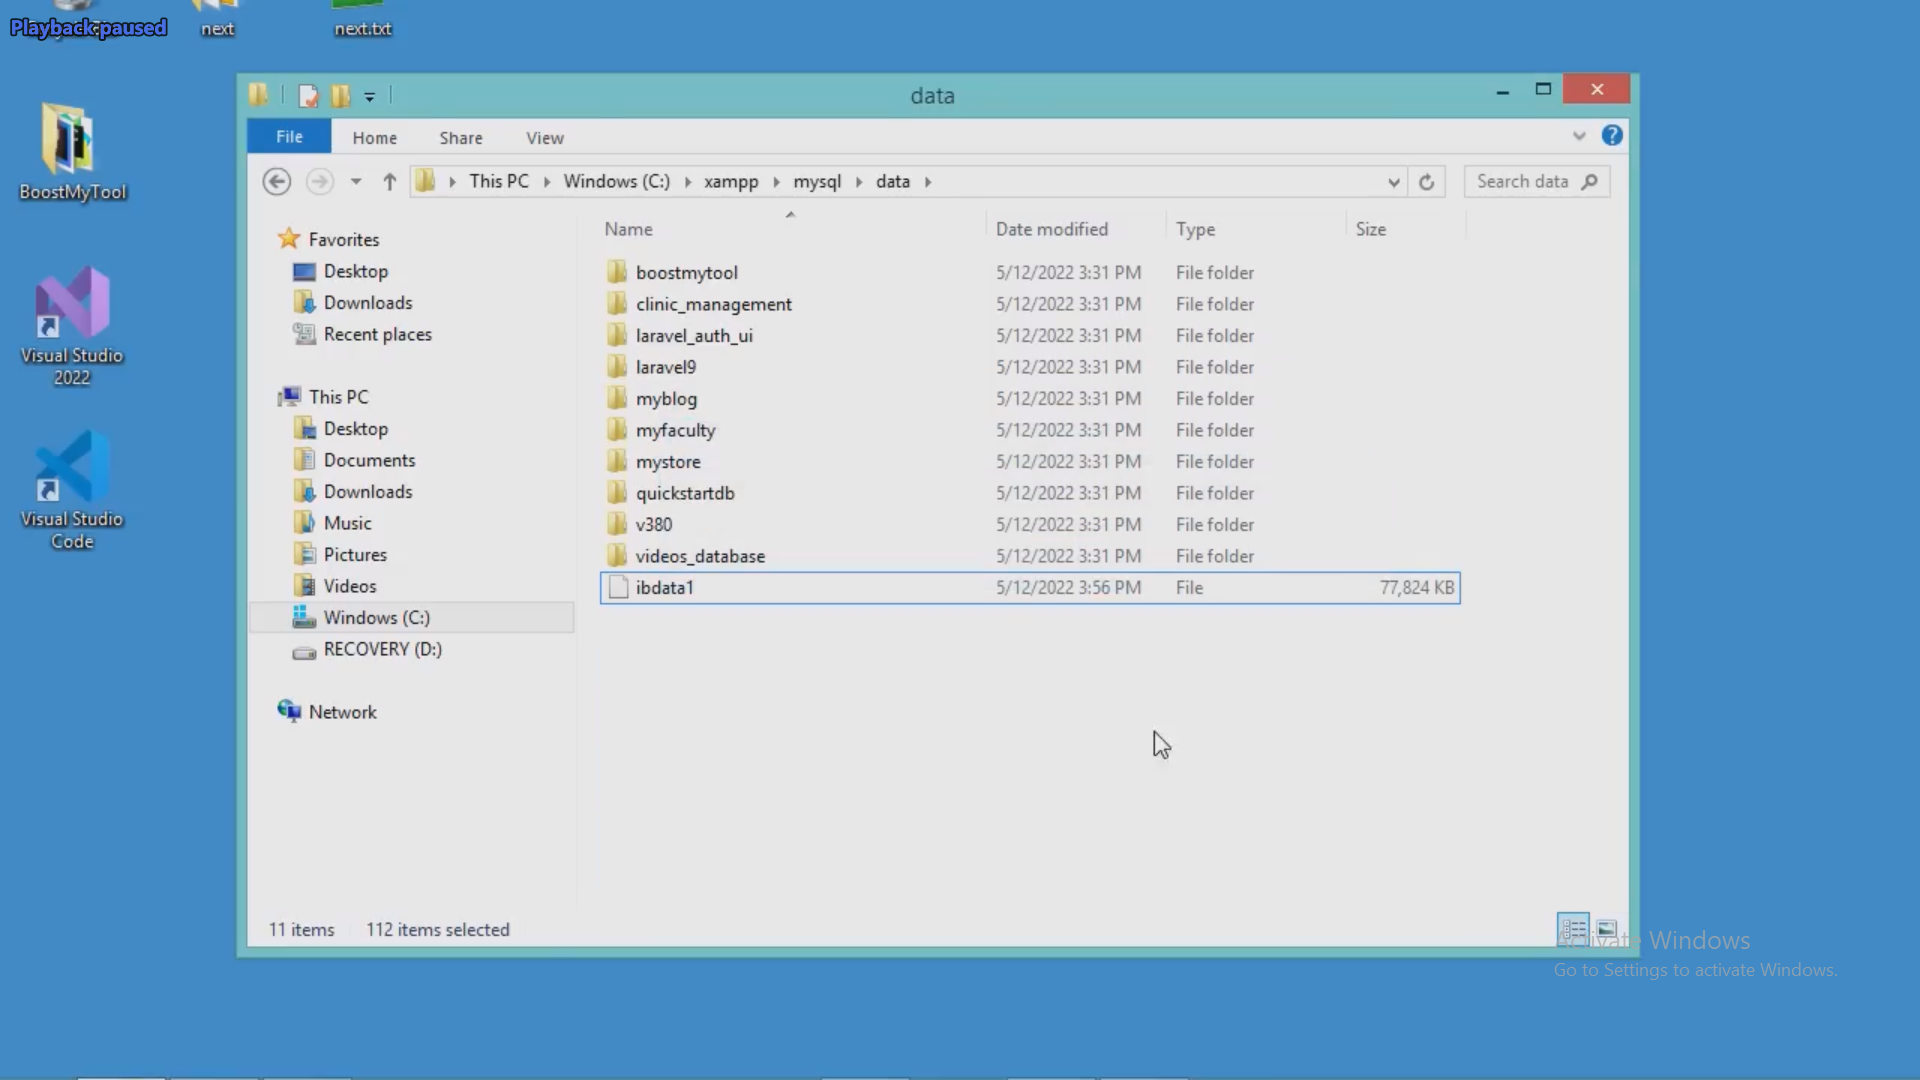 Playback paused
next
next.txt
data
File
Home
Share
View
This PC
Windows (C:)
xampp
mysql
data
Search data
BoostMyTool
Visual Studio
2022
Visual Studio
Code
Favorites
Desktop
Downloads
Recent places
This PC
Desktop
Documents
Downloads
Music
Pictures
Videos
Windows (C:)
RECOVERY (D:)
Network
Name Date modified Type Size
boostmytool 5/12/2022 3:31 PM File folder
clinic_management 5/12/2022 3:31 PM File folder
laravel_auth_ui 5/12/2022 3:31 PM File folder
laravel9 5/12/2022 3:31 PM File folder
myblog 5/12/2022 3:31 PM File folder
myfaculty 5/12/2022 3:31 PM File folder
mystore 5/12/2022 3:31 PM File folder
quickstartdb 5/12/2022 3:31 PM File folder
v380 5/12/2022 3:31 PM File folder
videos_database 5/12/2022 3:31 PM File folder
ibdata1 5/12/2022 3:56 PM File 77,824 KB
11 items 112 items selected
Activate Windows
Go to Settings to activate Windows.